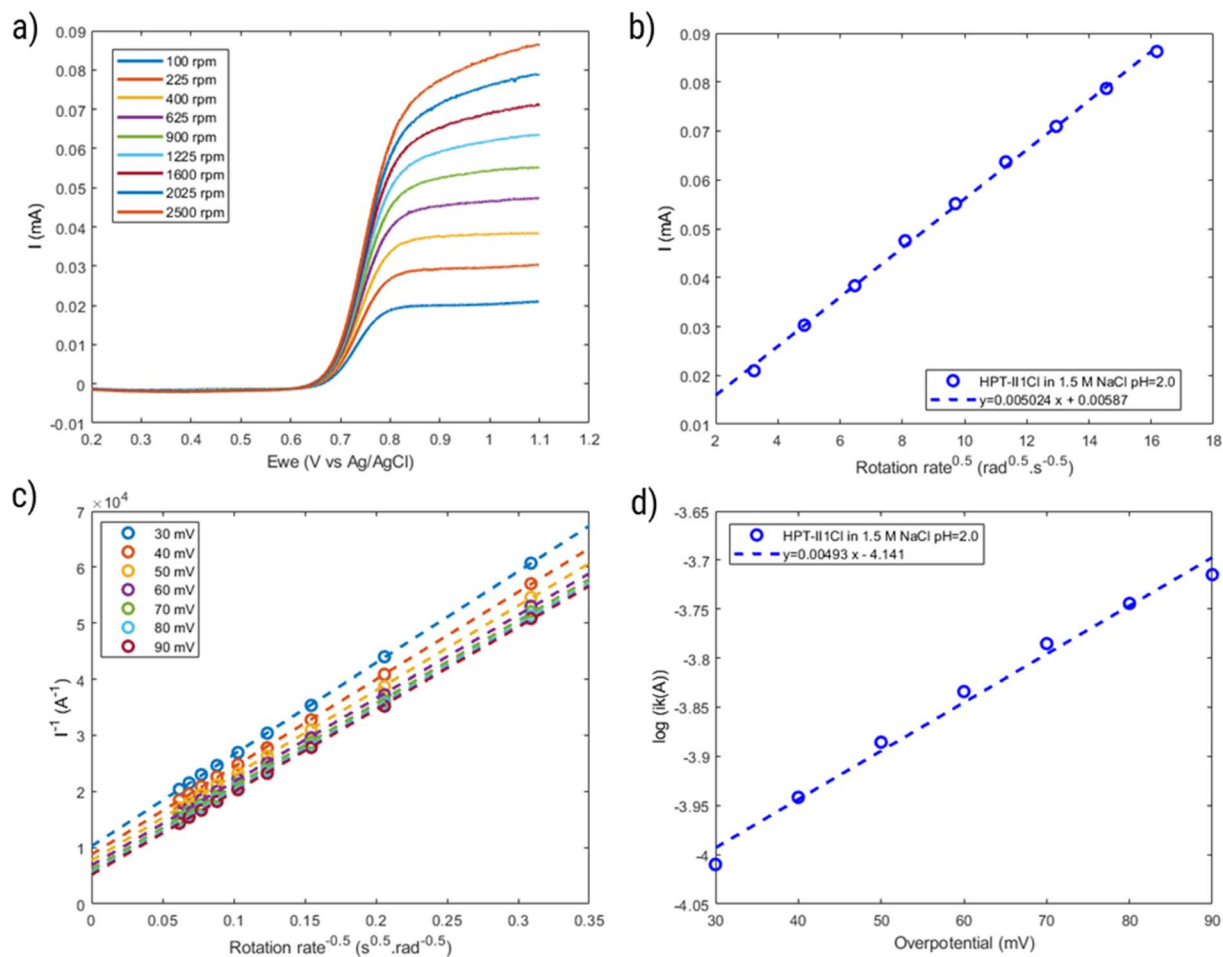 a)
0.09
0.08
0.07
0.06
0.05
0.04
0.03
0.02
0.01
0
-0.01
I (mA)
100 rpm
225 rpm
400 rpm
625 rpm
900 rpm
1225 rpm
1600 rpm
2025 rpm
2500 rpm
0.2 0.3 0.4 0.5 0.6 0.7 0.8 0.9 1 1.1 1.2
Ewe (V vs Ag/AgCl)
b)
0.09
0.08
0.07
0.06
0.05
0.04
0.03
0.02
0.01
I (mA)
HPT-II1Cl in 1.5 M NaCl pH=2.0
y=0.005024 x + 0.00587
2 4 6 8 10 12 14 16 18
Rotation rate^0.5 (rad^0.5.s^-0.5)
c)
×10^4
7
6
5
4
3
2
1
0
I^-1 (A^-1)
30 mV
40 mV
50 mV
60 mV
70 mV
80 mV
90 mV
0 0.05 0.1 0.15 0.2 0.25 0.3 0.35
Rotation rate^-0.5 (s^0.5.rad^-0.5)
d)
-3.65
-3.7
-3.75
-3.8
-3.85
-3.9
-3.95
-4
-4.05
log (ik(A))
HPT-II1Cl in 1.5 M NaCl pH=2.0
y=0.00493 x - 4.141
30 40 50 60 70 80 90
Overpotential (mV)